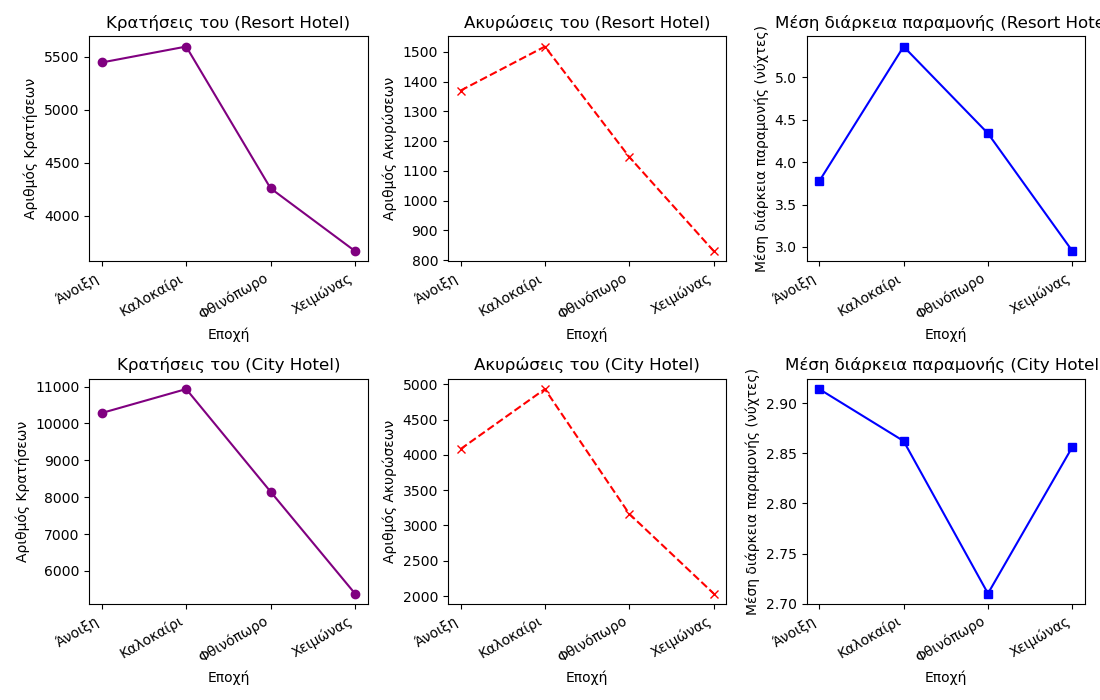 Κρατήσεις του (Resort Hotel)
Αριθμός Κρατήσεων
5500
5000
4500
4000
Άνοιξη
Καλοκαίρι
Φθινόπωρο
Χειμώνας
Εποχή
Ακυρώσεις του (Resort Hotel)
Αριθμός Ακυρώσεων
1500
1400
1300
1200
1100
1000
900
800
Άνοιξη
Καλοκαίρι
Φθινόπωρο
Χειμώνας
Εποχή
Μέση διάρκεια παραμονής (Resort Hote
Μέση διάρκεια παραμονής (νύχτες)
5.0
4.5
4.0
3.5
3.0
Άνοιξη
Καλοκαίρι
Φθινόπωρο
Χειμώνας
Εποχή
Κρατήσεις του (City Hotel)
Αριθμός Κρατήσεων
11000
10000
9000
8000
7000
6000
Άνοιξη
Καλοκαίρι
Φθινόπωρο
Χειμώνας
Εποχή
Ακυρώσεις του (City Hotel)
Αριθμός Ακυρώσεων
5000
4500
4000
3500
3000
2500
2000
Άνοιξη
Καλοκαίρι
Φθινόπωρο
Χειμώνας
Εποχή
Μέση διάρκεια παραμονής (City Hotel
Μέση διάρκεια παραμονής (νύχτες)
2.90
2.85
2.80
2.75
2.70
Άνοιξη
Καλοκαίρι
Φθινόπωρο
Χειμώνας
Εποχή